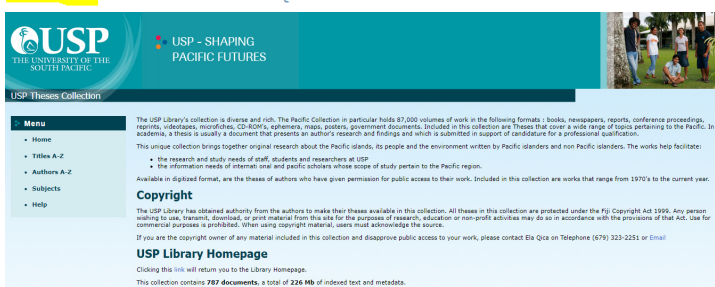 USP
THE UNIVERSITY OF THE
SOUTH PACIFIC
USP - SHAPING
PACIFIC FUTURES
USP Theses Collection
Menu
Home
Titles A-Z
Authors A-Z
Subjects
Help
The USP Library's collection is diverse and rich. The Pacific Collection in particular holds 87,000 volumes of work in the following formats : books, newspapers, reports, conference proceedings,
reprints, videotapes, microfiches, CD-ROM's, ephemera, maps, posters, government documents. Included in this collection are Theses that cover a wide range of topics pertaining to the Pacific. In
academia, a thesis is usually a document that presents an author's research and findings and which is submitted in support of candidature for a professional qualification.
This unique collection brings together original research about the Pacific islands, its people and the environment written by Pacific islanders and non Pacific islanders. The works help facilitate:
the research and study needs of staff, students and researchers at USP
the information needs of internati onal and pacific scholars whose scope of study pertain to the Pacific region.
Available in digitized format, are the theses of authors who have given permission for public access to their work. Included in this collection are works that range from 1970's to the current year.
Copyright
The USP Library has obtained authority from the authors to make their theses available in this collection. All theses in this collection are protected under the Fiji Copyright Act 1999. Any person
wishing to use, transmit, download, or print material from this site for the purposes of research, education or non-profit activities may do so in accordance with the provisions of that Act. Use for
commercial purposes is prohibited. When using copyright material, users must acknowledge the source.
If you are the copyright owner of any material included in this collection and disapprove public access to your work, please contact Ela Qica on Telephone (679) 323-2251 or Email
USP Library Homepage
Clicking this link will return you to the Library Homepage.
This collection contains 787 documents, a total of 226 Mb of indexed text and metadata.